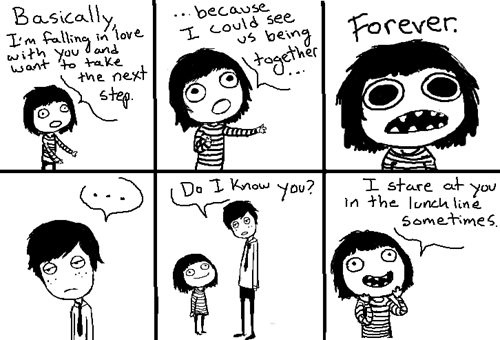 Basically,
I'm falling in love
with you and
want to take
the next
step.
...because
I could see
us being
together
...
Forever.
...
Do I know you?
I stare at you
in the lunch line
sometimes.